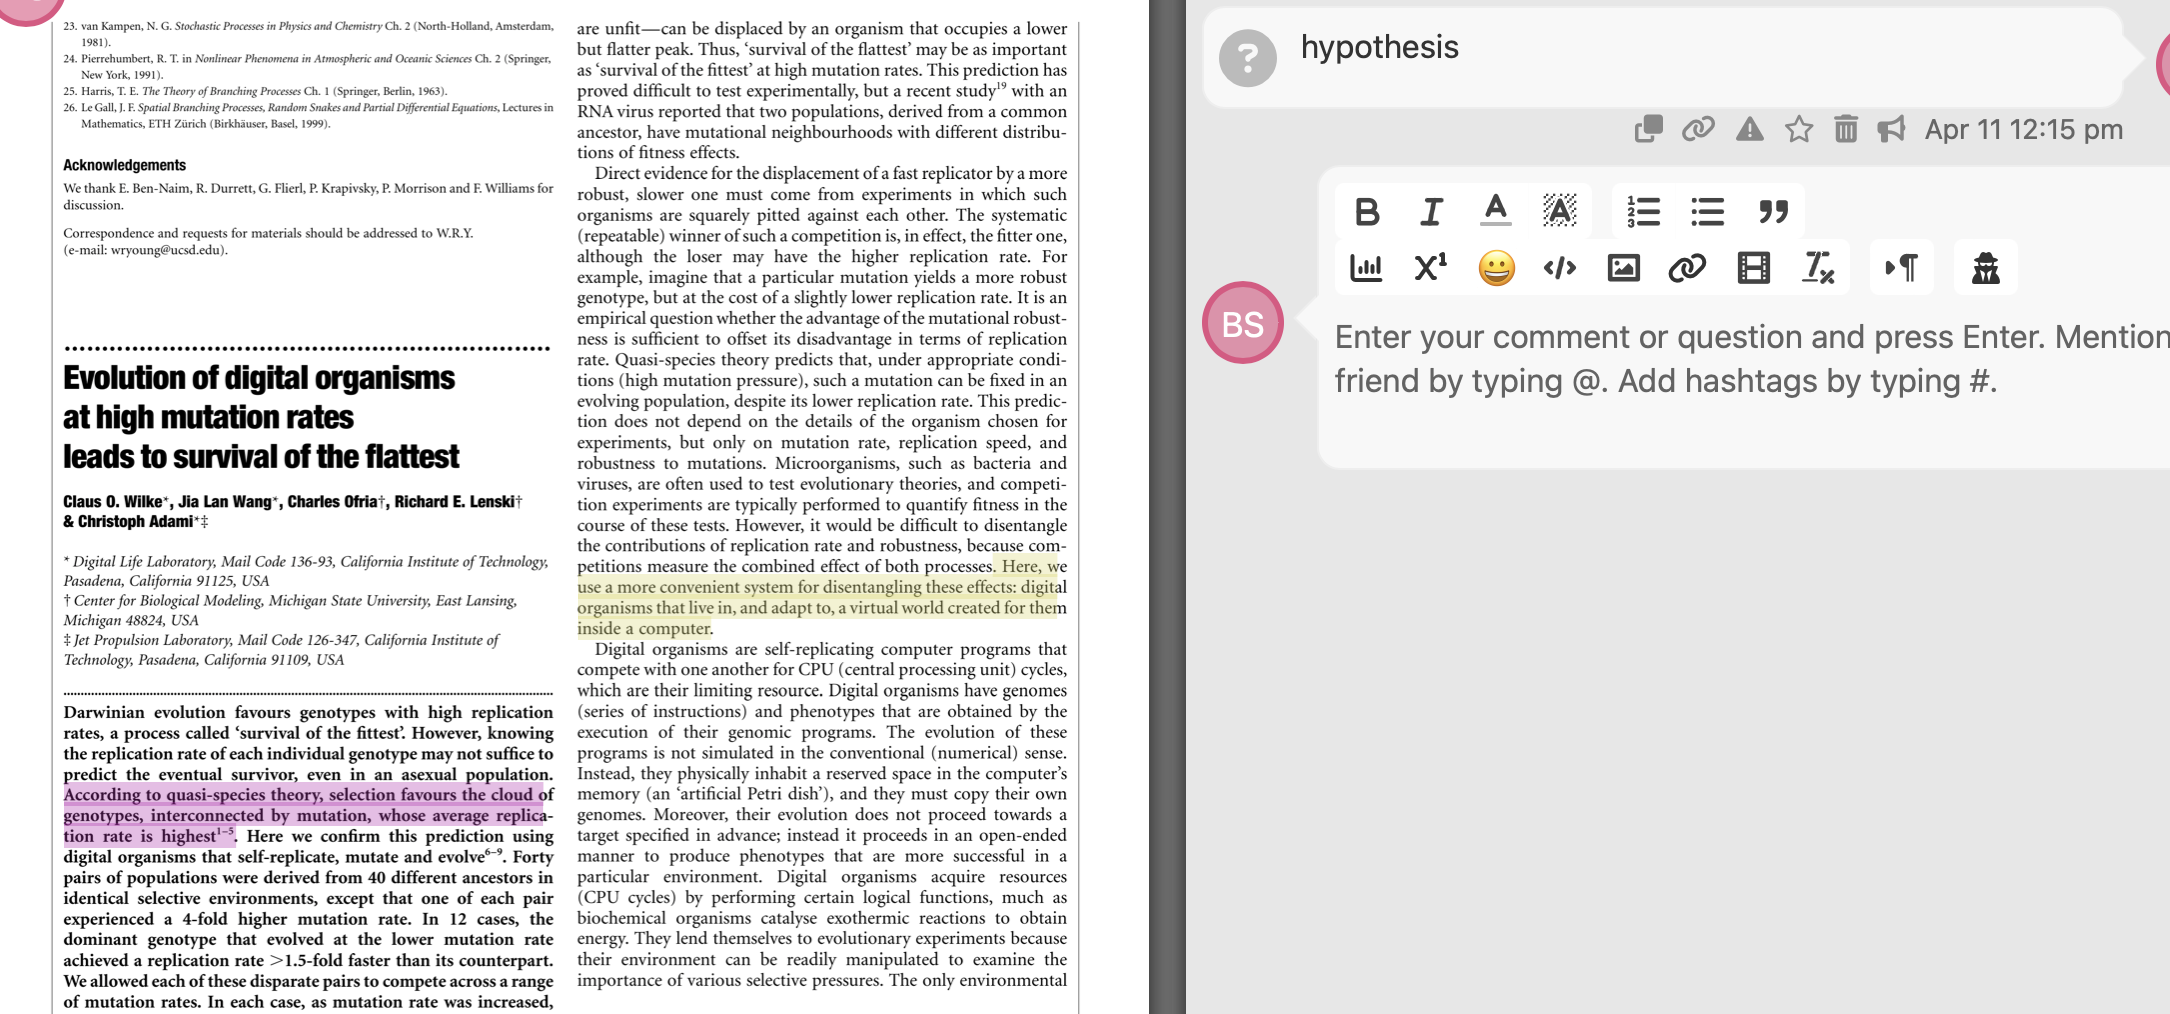 23. van Kampen, N. G. Stochastic Processes in Physics and Chemistry Ch. 2 (North-Holland, Amsterdam,
1981).
24. Pierrehumbert, R. T. in Nonlinear Phenomena in Atmospheric and Oceanic Sciences Ch. 2 (Springer,
New York, 1991).
25. Harris, T. E. The Theory of Branching Processes Ch. 1 (Springer, Berlin, 1963).
26. Le Gall, J. F. Spatial Branching Processes, Random Snakes and Partial Differential Equations, Lectures in
Mathematics, ETH Zürich (Birkhäuser, Basel, 1999).
Acknowledgements
We thank E. Ben-Naim, R. Durrett, G. Flierl, P. Krapivsky, P. Morrison and F. Williams for
discussion.
Correspondence and requests for materials should be addressed to W.R.Y.
(e-mail: wryoung@ucsd.edu).
Evolution of digital organisms
at high mutation rates
leads to survival of the flattest
Claus O. Wilke*, Jia Lan Wang*, Charles Ofria†, Richard E. Lenski†
& Christoph Adami*‡
* Digital Life Laboratory, Mail Code 136-93, California Institute of Technology,
Pasadena, California 91125, USA
† Center for Biological Modeling, Michigan State University, East Lansing,
Michigan 48824, USA
‡ Jet Propulsion Laboratory, Mail Code 126-347, California Institute of
Technology, Pasadena, California 91109, USA
Darwinian evolution favours genotypes with high replication
rates, a process called ‘survival of the fittest’. However, knowing
the replication rate of each individual genotype may not suffice to
predict the eventual survivor, even in an asexual population.
According to quasi-species theory, selection favours the cloud of
genotypes, interconnected by mutation, whose average replica-
tion rate is highest1–5. Here we confirm this prediction using
digital organisms that self-replicate, mutate and evolve6–9. Forty
pairs of populations were derived from 40 different ancestors in
identical selective environments, except that one of each pair
experienced a 4-fold higher mutation rate. In 12 cases, the
dominant genotype that evolved at the lower mutation rate
achieved a replication rate >1.5-fold faster than its counterpart.
We allowed each of these disparate pairs to compete across a range
of mutation rates. In each case, as mutation rate was increased,
are unfit—can be displaced by an organism that occupies a lower
but flatter peak. Thus, ‘survival of the flattest’ may be as important
as ‘survival of the fittest’ at high mutation rates. This prediction has
proved difficult to test experimentally, but a recent study19 with an
RNA virus reported that two populations, derived from a common
ancestor, have mutational neighbourhoods with different distribu-
tions of fitness effects.
Direct evidence for the displacement of a fast replicator by a more
robust, slower one must come from experiments in which such
organisms are squarely pitted against each other. The systematic
(repeatable) winner of such a competition is, in effect, the fitter one,
although the loser may have the higher replication rate. For
example, imagine that a particular mutation yields a more robust
genotype, but at the cost of a slightly lower replication rate. It is an
empirical question whether the advantage of the mutational robust-
ness is sufficient to offset its disadvantage in terms of replication
rate. Quasi-species theory predicts that, under appropriate condi-
tions (high mutation pressure), such a mutation can be fixed in an
evolving population, despite its lower replication rate. This predic-
tion does not depend on the details of the organism chosen for
experiments, but only on mutation rate, replication speed, and
robustness to mutations. Microorganisms, such as bacteria and
viruses, are often used to test evolutionary theories, and competi-
tion experiments are typically performed to quantify fitness in the
course of these tests. However, it would be difficult to disentangle
the contributions of replication rate and robustness, because com-
petitions measure the combined effect of both processes. Here, we
use a more convenient system for disentangling these effects: digital
organisms that live in, and adapt to, a virtual world created for them
inside a computer.
Digital organisms are self-replicating computer programs that
compete with one another for CPU (central processing unit) cycles,
which are their limiting resource. Digital organisms have genomes
(series of instructions) and phenotypes that are obtained by the
execution of their genomic programs. The evolution of these
programs is not simulated in the conventional (numerical) sense.
Instead, they physically inhabit a reserved space in the computer’s
memory (an ‘artificial Petri dish’), and they must copy their own
genomes. Moreover, their evolution does not proceed towards a
target specified in advance; instead it proceeds in an open-ended
manner to produce phenotypes that are more successful in a
particular environment. Digital organisms acquire resources
(CPU cycles) by performing certain logical functions, much as
biochemical organisms catalyse exothermic reactions to obtain
energy. They lend themselves to evolutionary experiments because
their environment can be readily manipulated to examine the
importance of various selective pressures. The only environmental
hypothesis
Apr 11 12:15 pm
BS
Enter your comment or question and press Enter. Mention
friend by typing @. Add hashtags by typing #.